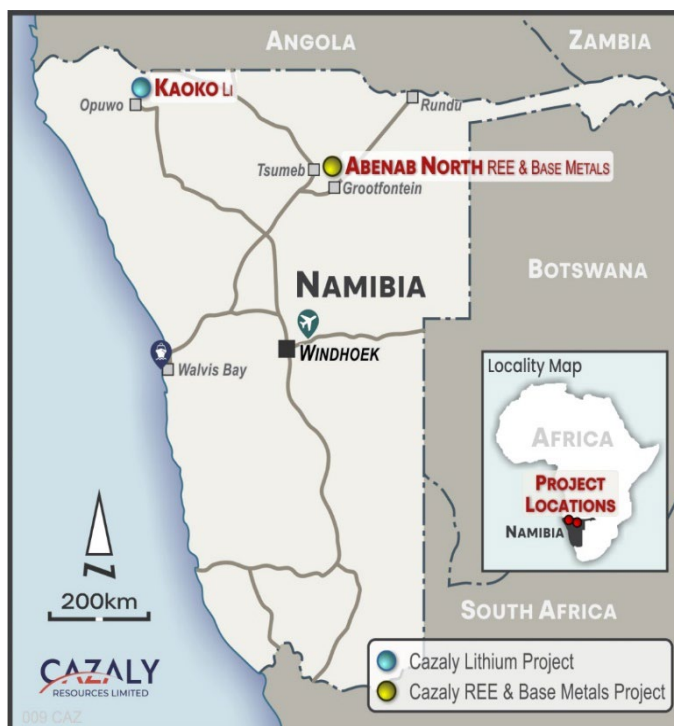 ANGOLA
ZAMBIA
KAOKO LI
Opuwo
Rundu
Tsumeb
ABENAB NORTH REE & BASE METALS
Grootfontein
BOTSWANA
NAMIBIA
WINDHOEK
Walvis Bay
Locality Map
AFRICA
PROJECT
LOCATIONS
NAMIBIA
N
200km
SOUTH AFRICA
CAZALY
RESOURCES LIMITED
Cazaly Lithium Project
Cazaly REE & Base Metals Project
009 CAZ